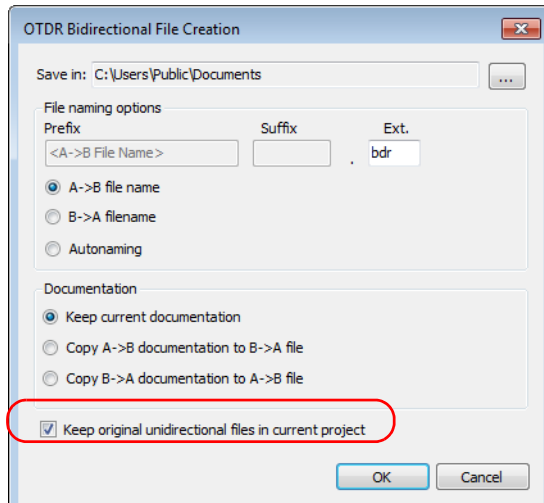 OTDR Bidirectional File Creation
Save in: C:\Users\Public\Documents ...
File naming options
Prefix Suffix Ext.
<A->B File Name> . bdr
A->B file name
B->A filename
Autonaming
Documentation
Keep current documentation
Copy A->B documentation to B->A file
Copy B->A documentation to A->B file
Keep original unidirectional files in current project
OK Cancel